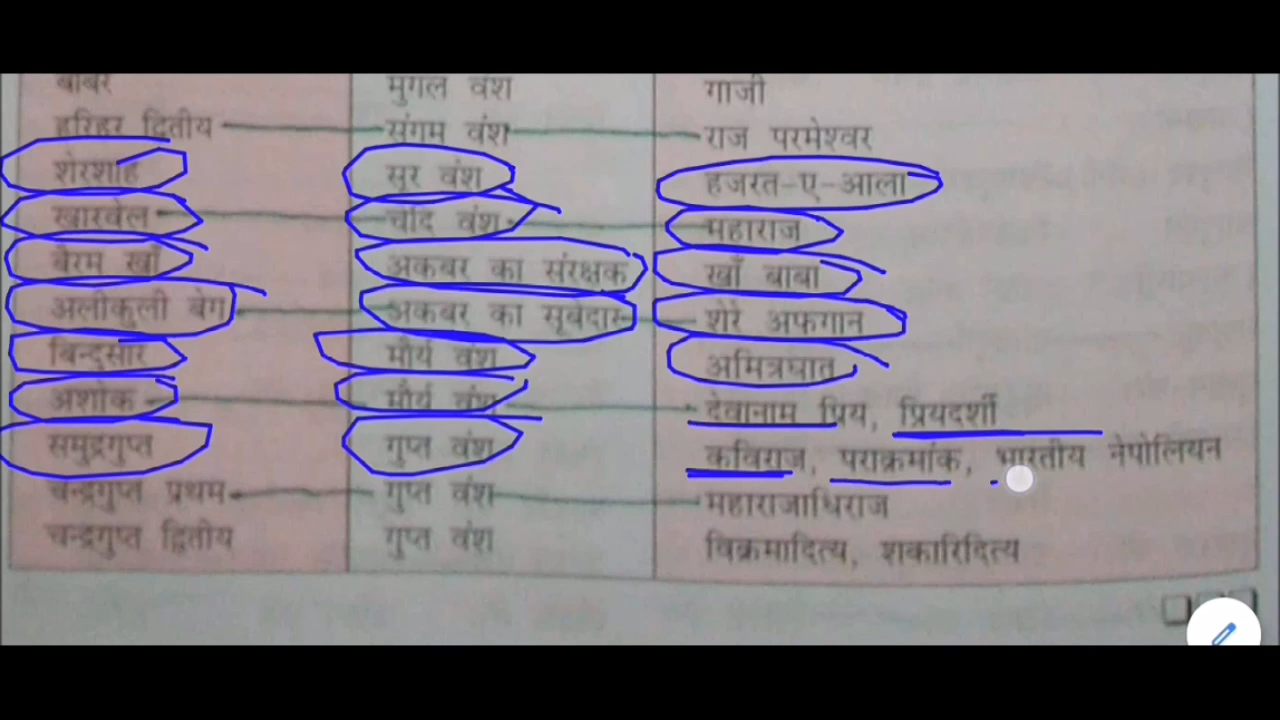 बाबर मुगल वंश गाजी
हरिहर द्वितीय संगम वंश राज परमेश्वर
शेरशाह सूर वंश हजरत-ए-आला
खारवेल चेदि वंश महाराज
बैरम खाँ अकबर का संरक्षक खाँ बाबा
अलीकुली बेग अकबर का सूबेदार शेरे अफगान
बिन्दुसार मौर्य वंश अमित्रघात
अशोक मौर्य वंश देवानाम प्रिय, प्रियदर्शी
समुद्रगुप्त गुप्त वंश कविराज, पराक्रमांक, भारतीय नेपोलियन
चन्द्रगुप्त प्रथम गुप्त वंश महाराजाधिराज
चन्द्रगुप्त द्वितीय गुप्त वंश विक्रमादित्य, शकारिदित्य